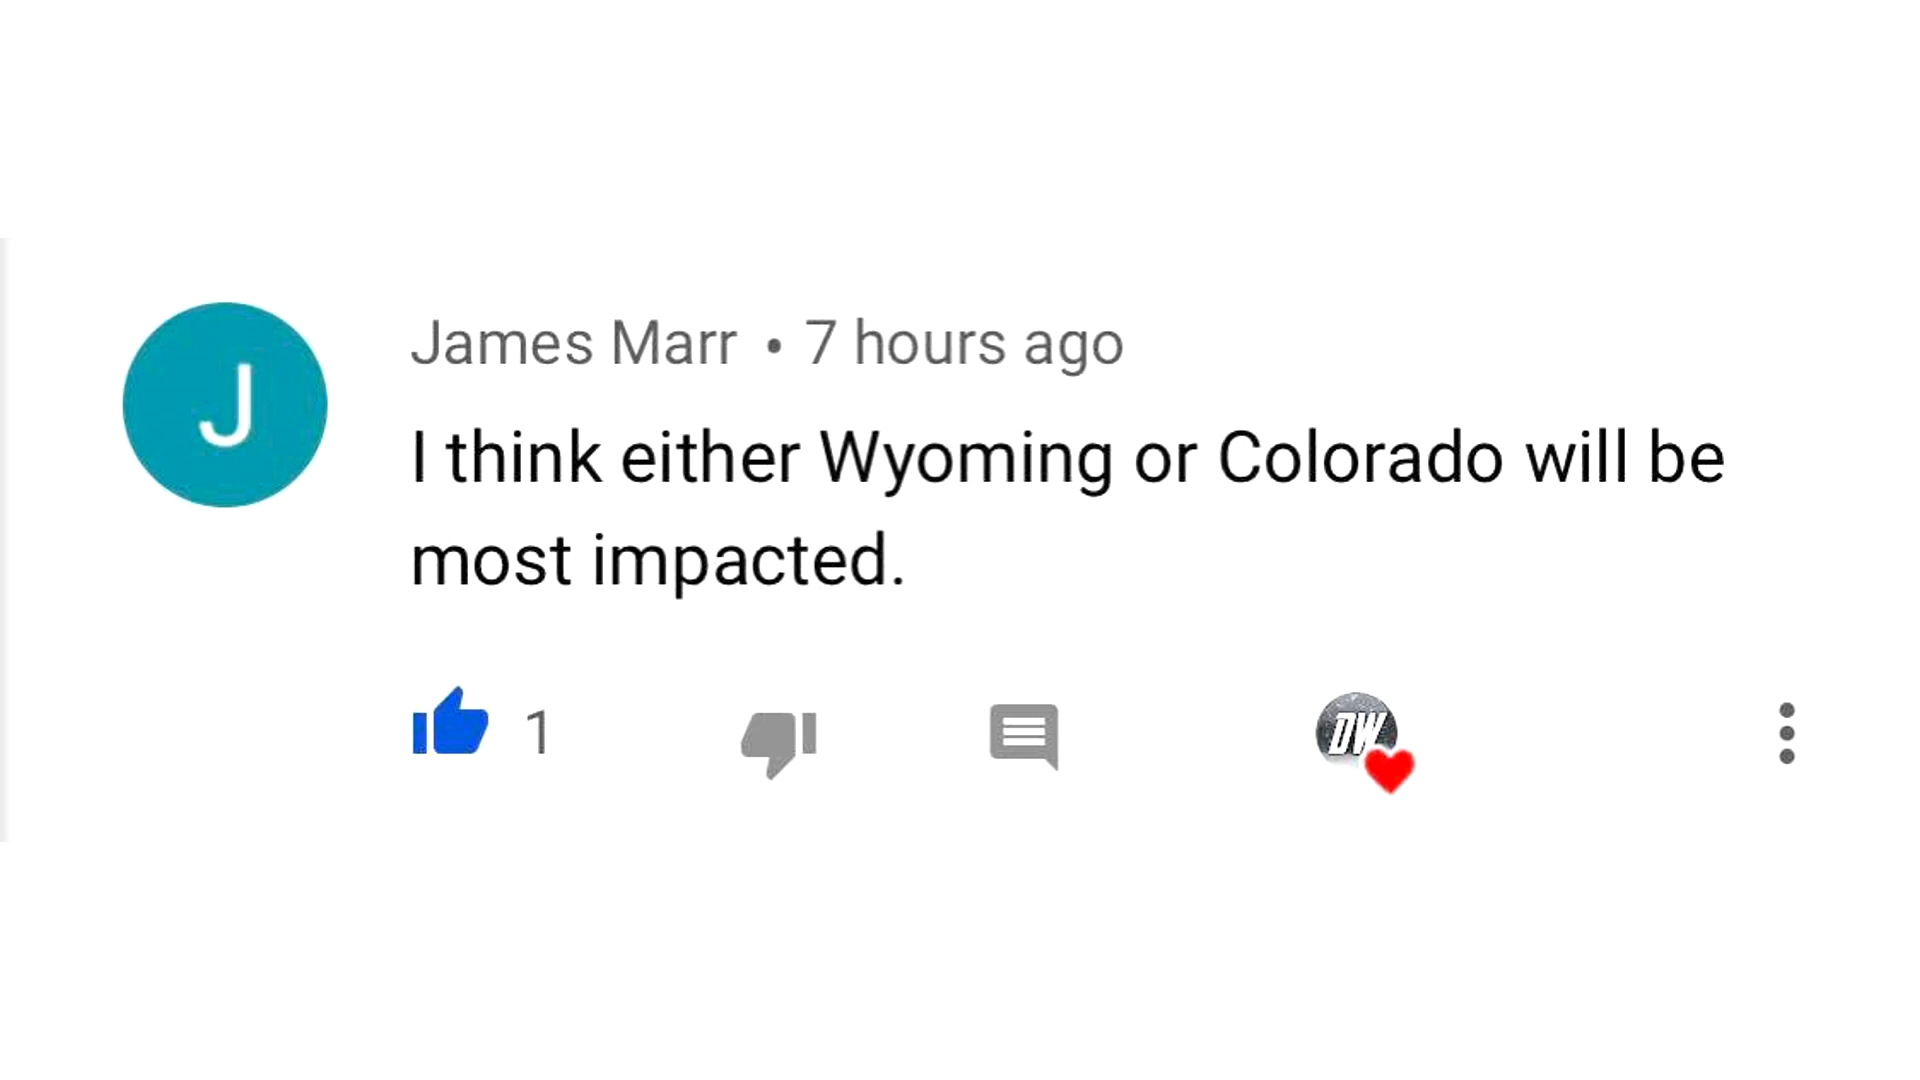 J
James Marr • 7 hours ago
I think either Wyoming or Colorado will be
most impacted.
1
DW